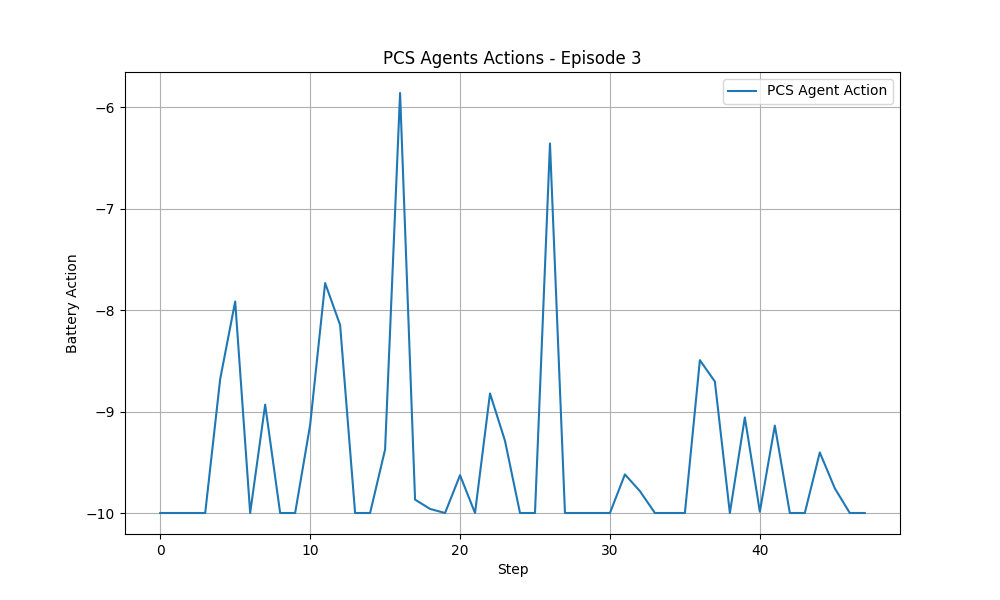 PCS Agents Actions - Episode 3
PCS Agent Action
Battery Action
−6
−7
−8
−9
−10
0 10 20 30 40
Step